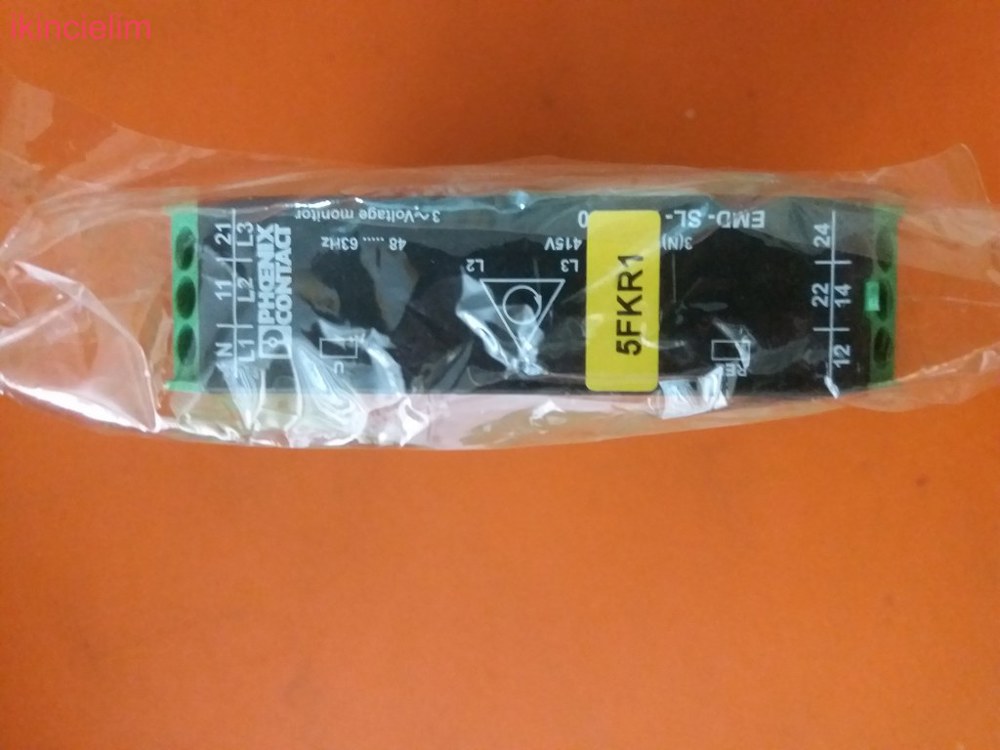 ikincielim
N 11 21
L1 L2 L3
PHOENIX
CONTACT
3~Voltage monitor
48 ..... 63Hz
L2
L3
415V
3(N)
5FKR1
EMD-SL-
0
22 24
12 14